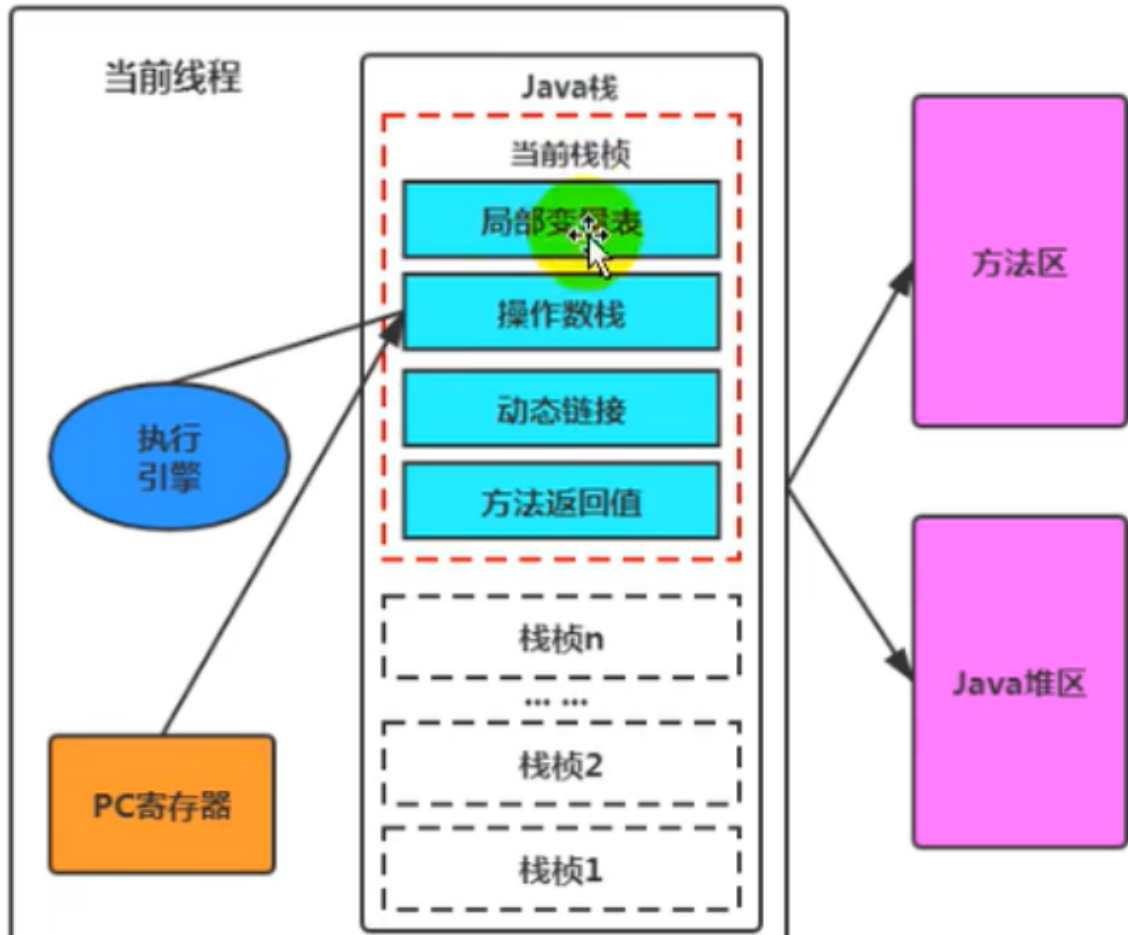 当前线程
Java栈
当前栈桢
局部变量表
操作数栈
动态链接
方法返回值
执行
引擎
栈桢n
... ...
栈桢2
栈桢1
PC寄存器
方法区
Java堆区